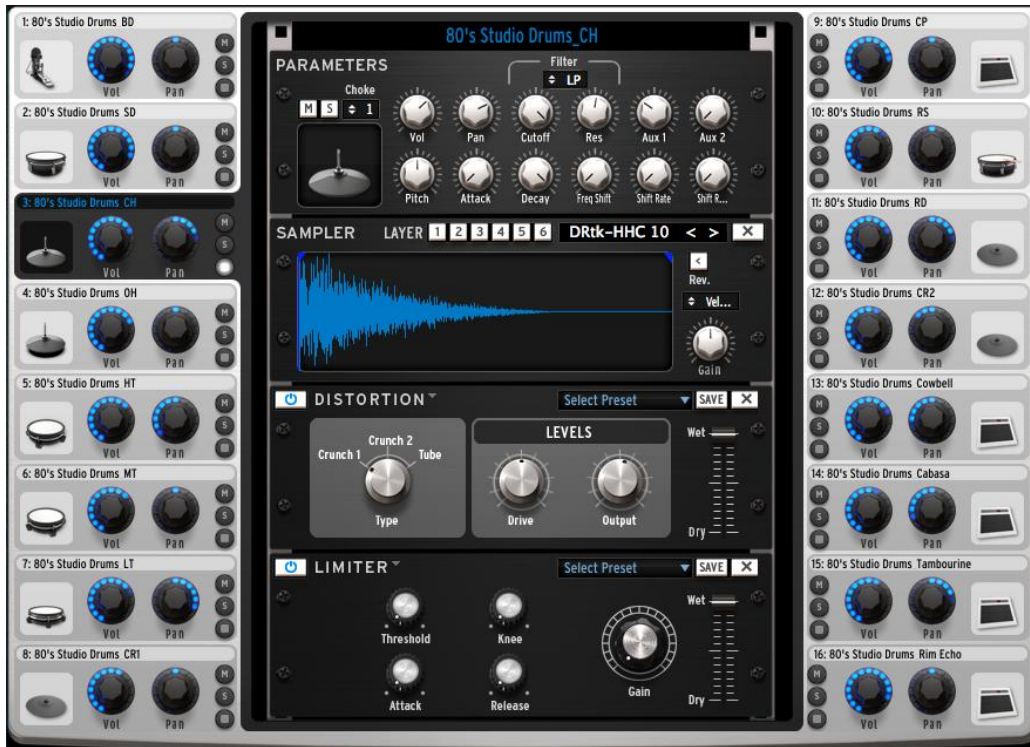 1: 80's Studio Drums BD
Vol Pan
M
S
2: 80's Studio Drums SD
Vol Pan
M
S
3: 80's Studio Drums CH
Vol Pan
M
S
4: 80's Studio Drums OH
Vol Pan
M
S
5: 80's Studio Drums HT
Vol Pan
M
S
6: 80's Studio Drums MT
Vol Pan
M
S
7: 80's Studio Drums LT
Vol Pan
M
S
8: 80's Studio Drums CR1
Vol Pan
M
S
80's Studio Drums_CH
PARAMETERS
Filter
LP
Choke
M S 1
Vol Pan Cutoff Res Aux 1 Aux 2
Pitch Attack Decay Freq Shift Shift Rate Shift R...
SAMPLER LAYER 1 2 3 4 5 6 DRtk-HHC 10 < > X
<
Rev.
Vel...
Gain
DISTORTION Select Preset SAVE X
Crunch 1 Crunch 2 Tube
Type
LEVELS
Drive Output
Wet
Dry
LIMITER Select Preset SAVE X
Threshold Knee
Attack Release
Gain
Wet
Dry
9: 80's Studio Drums CP
M
S
Vol Pan
10: 80's Studio Drums RS
M
S
Vol Pan
11: 80's Studio Drums RD
M
S
Vol Pan
12: 80's Studio Drums CR2
M
S
Vol Pan
13: 80's Studio Drums Cowbell
M
S
Vol Pan
14: 80's Studio Drums Cabasa
M
S
Vol Pan
15: 80's Studio Drums Tambourine
M
S
Vol Pan
16: 80's Studio Drums Rim Echo
M
S
Vol Pan